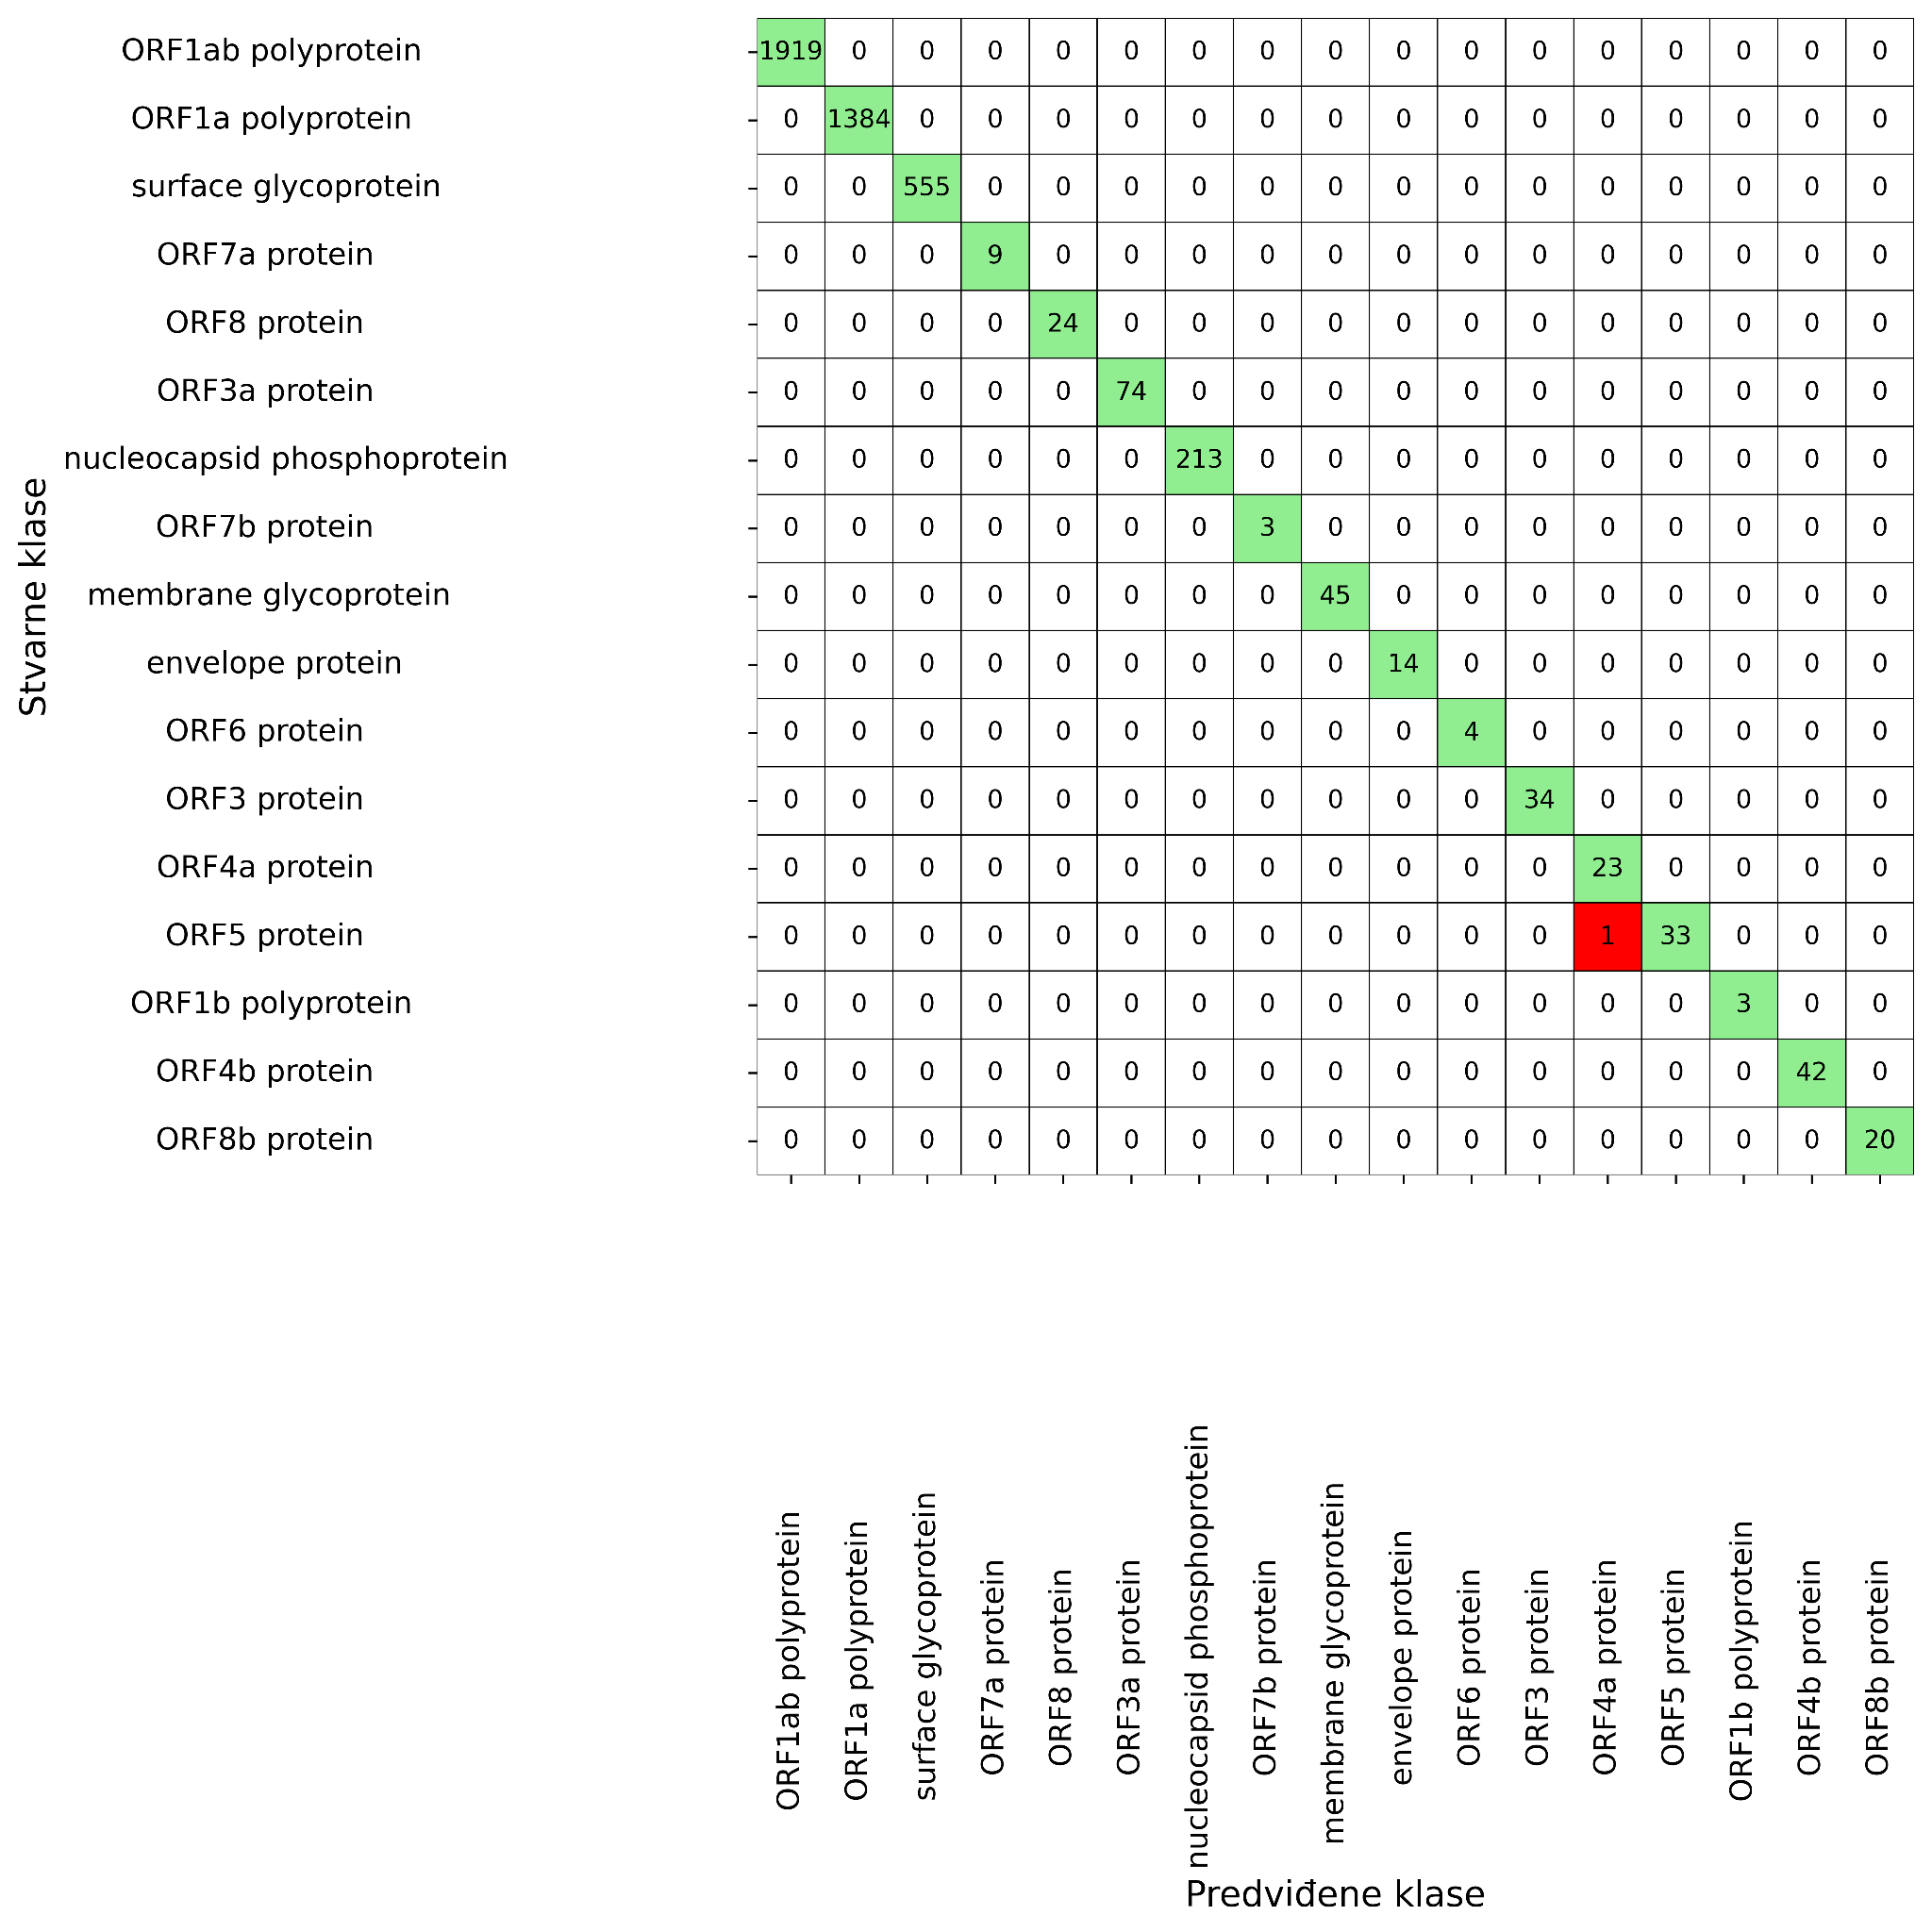 ORF1ab polyprotein 1919 0 0 0 0 0 0 0 0 0 0 0 0 0 0 0 0
ORF1a polyprotein 0 1384 0 0 0 0 0 0 0 0 0 0 0 0 0 0 0
surface glycoprotein 0 0 555 0 0 0 0 0 0 0 0 0 0 0 0 0 0
ORF7a protein 0 0 0 9 0 0 0 0 0 0 0 0 0 0 0 0 0
ORF8 protein 0 0 0 0 24 0 0 0 0 0 0 0 0 0 0 0 0
ORF3a protein 0 0 0 0 0 74 0 0 0 0 0 0 0 0 0 0 0
nucleocapsid phosphoprotein 0 0 0 0 0 0 213 0 0 0 0 0 0 0 0 0 0
ORF7b protein 0 0 0 0 0 0 0 3 0 0 0 0 0 0 0 0 0
membrane glycoprotein 0 0 0 0 0 0 0 0 45 0 0 0 0 0 0 0 0
envelope protein 0 0 0 0 0 0 0 0 0 14 0 0 0 0 0 0 0
ORF6 protein 0 0 0 0 0 0 0 0 0 0 4 0 0 0 0 0 0
ORF3 protein 0 0 0 0 0 0 0 0 0 0 0 34 0 0 0 0 0
ORF4a protein 0 0 0 0 0 0 0 0 0 0 0 0 23 0 0 0 0
ORF5 protein 0 0 0 0 0 0 0 0 0 0 0 0 1 33 0 0 0
ORF1b polyprotein 0 0 0 0 0 0 0 0 0 0 0 0 0 0 3 0 0
ORF4b protein 0 0 0 0 0 0 0 0 0 0 0 0 0 0 0 42 0
ORF8b protein 0 0 0 0 0 0 0 0 0 0 0 0 0 0 0 0 20
Stvarne klase
ORF1ab polyprotein
ORF1a polyprotein
surface glycoprotein
ORF7a protein
ORF8 protein
ORF3a protein
nucleocapsid phosphoprotein
ORF7b protein
membrane glycoprotein
envelope protein
ORF6 protein
ORF3 protein
ORF4a protein
ORF5 protein
ORF1b polyprotein
ORF4b protein
ORF8b protein
Predviđene klase